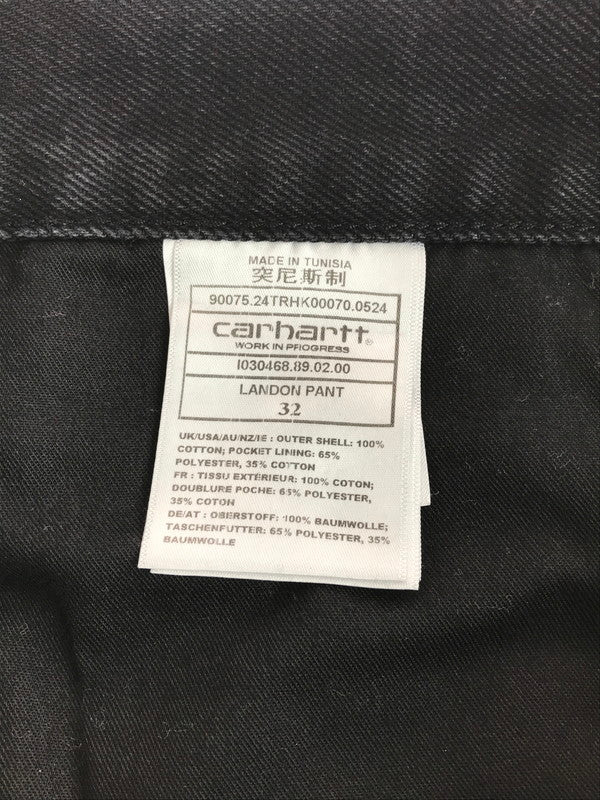 MADE IN TUNISIA
突尼斯制
90075.24TRHK00070.0524
carhartt®
WORK IN PROGRESS
I030468.89.02.00
LANDON PANT
32
UK/USA/AU/NZ/IE : OUTER SHELL: 100%
COTTON; POCKET LINING: 65%
POLYESTER, 35% COTTON
FR : TISSU EXTÉRIEUR: 100% COTON;
DOUBLURE POCHE: 65% POLYESTER,
35% COTON
DE/AT : OBERSTOFF: 100% BAUMWOLLE;
TASCHENFUTTER: 65% POLYESTER, 35%
BAUMWOLLE